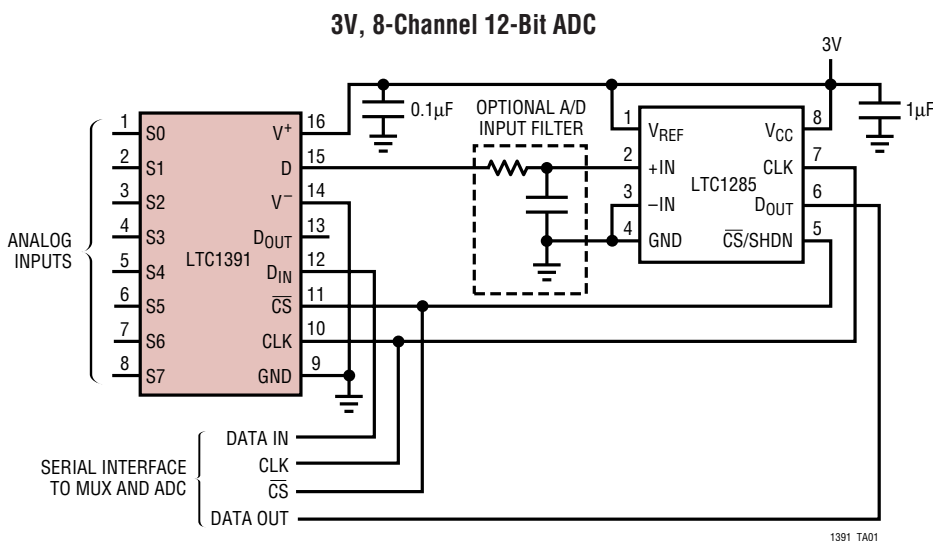 3V, 8-Channel 12-Bit ADC
3V
0.1µF
OPTIONAL A/D
INPUT FILTER
1µF
ANALOG
INPUTS
1 S0
2 S1
3 S2
4 S3
5 S4
6 S5
7 S6
8 S7
LTC1391
V+ 16
D 15
V− 14
DOUT 13
DIN 12
CS 11
CLK 10
GND 9
1 VREF
2 +IN
3 −IN
4 GND
LTC1285
VCC 8
CLK 7
DOUT 6
CS/SHDN 5
SERIAL INTERFACE
TO MUX AND ADC
DATA IN
CLK
CS
DATA OUT
1391 TA01